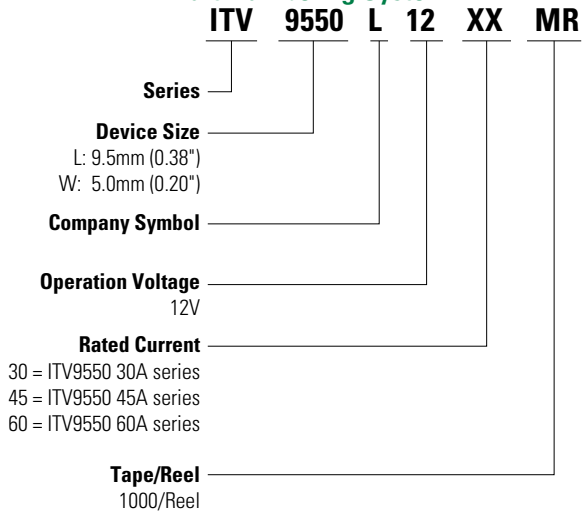 ITV 9550 L 12 XX MR
Series
Device Size
L: 9.5mm (0.38")
W: 5.0mm (0.20")
Company Symbol
Operation Voltage
12V
Rated Current
30 = ITV9550 30A series
45 = ITV9550 45A series
60 = ITV9550 60A series
Tape/Reel
1000/Reel